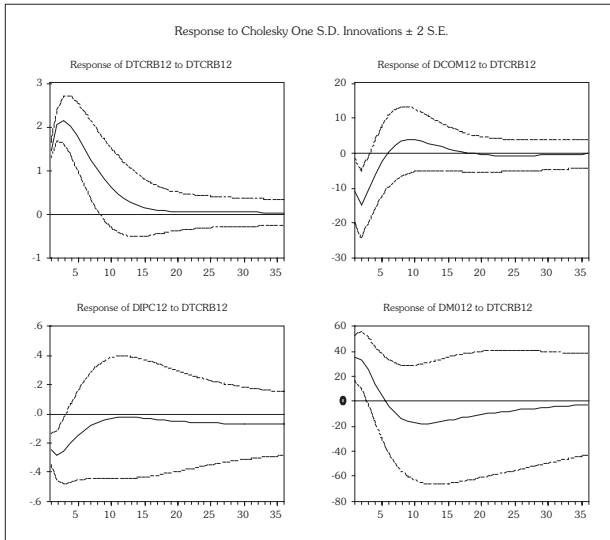 Response to Cholesky One S.D. Innovations ± 2 S.E.
Response of DTCRB12 to DTCRB12
3
2
1
0
-1
5 10 15 20 25 30 35
Response of DCOM12 to DTCRB12
20
10
0
-10
-20
-30
5 10 15 20 25 30 35
Response of DIPC12 to DTCRB12
.6
.4
.2
.0
-.2
-.4
-.6
5 10 15 20 25 30 35
Response of DM012 to DTCRB12
60
40
20
0
-20
-40
-60
-80
5 10 15 20 25 30 35